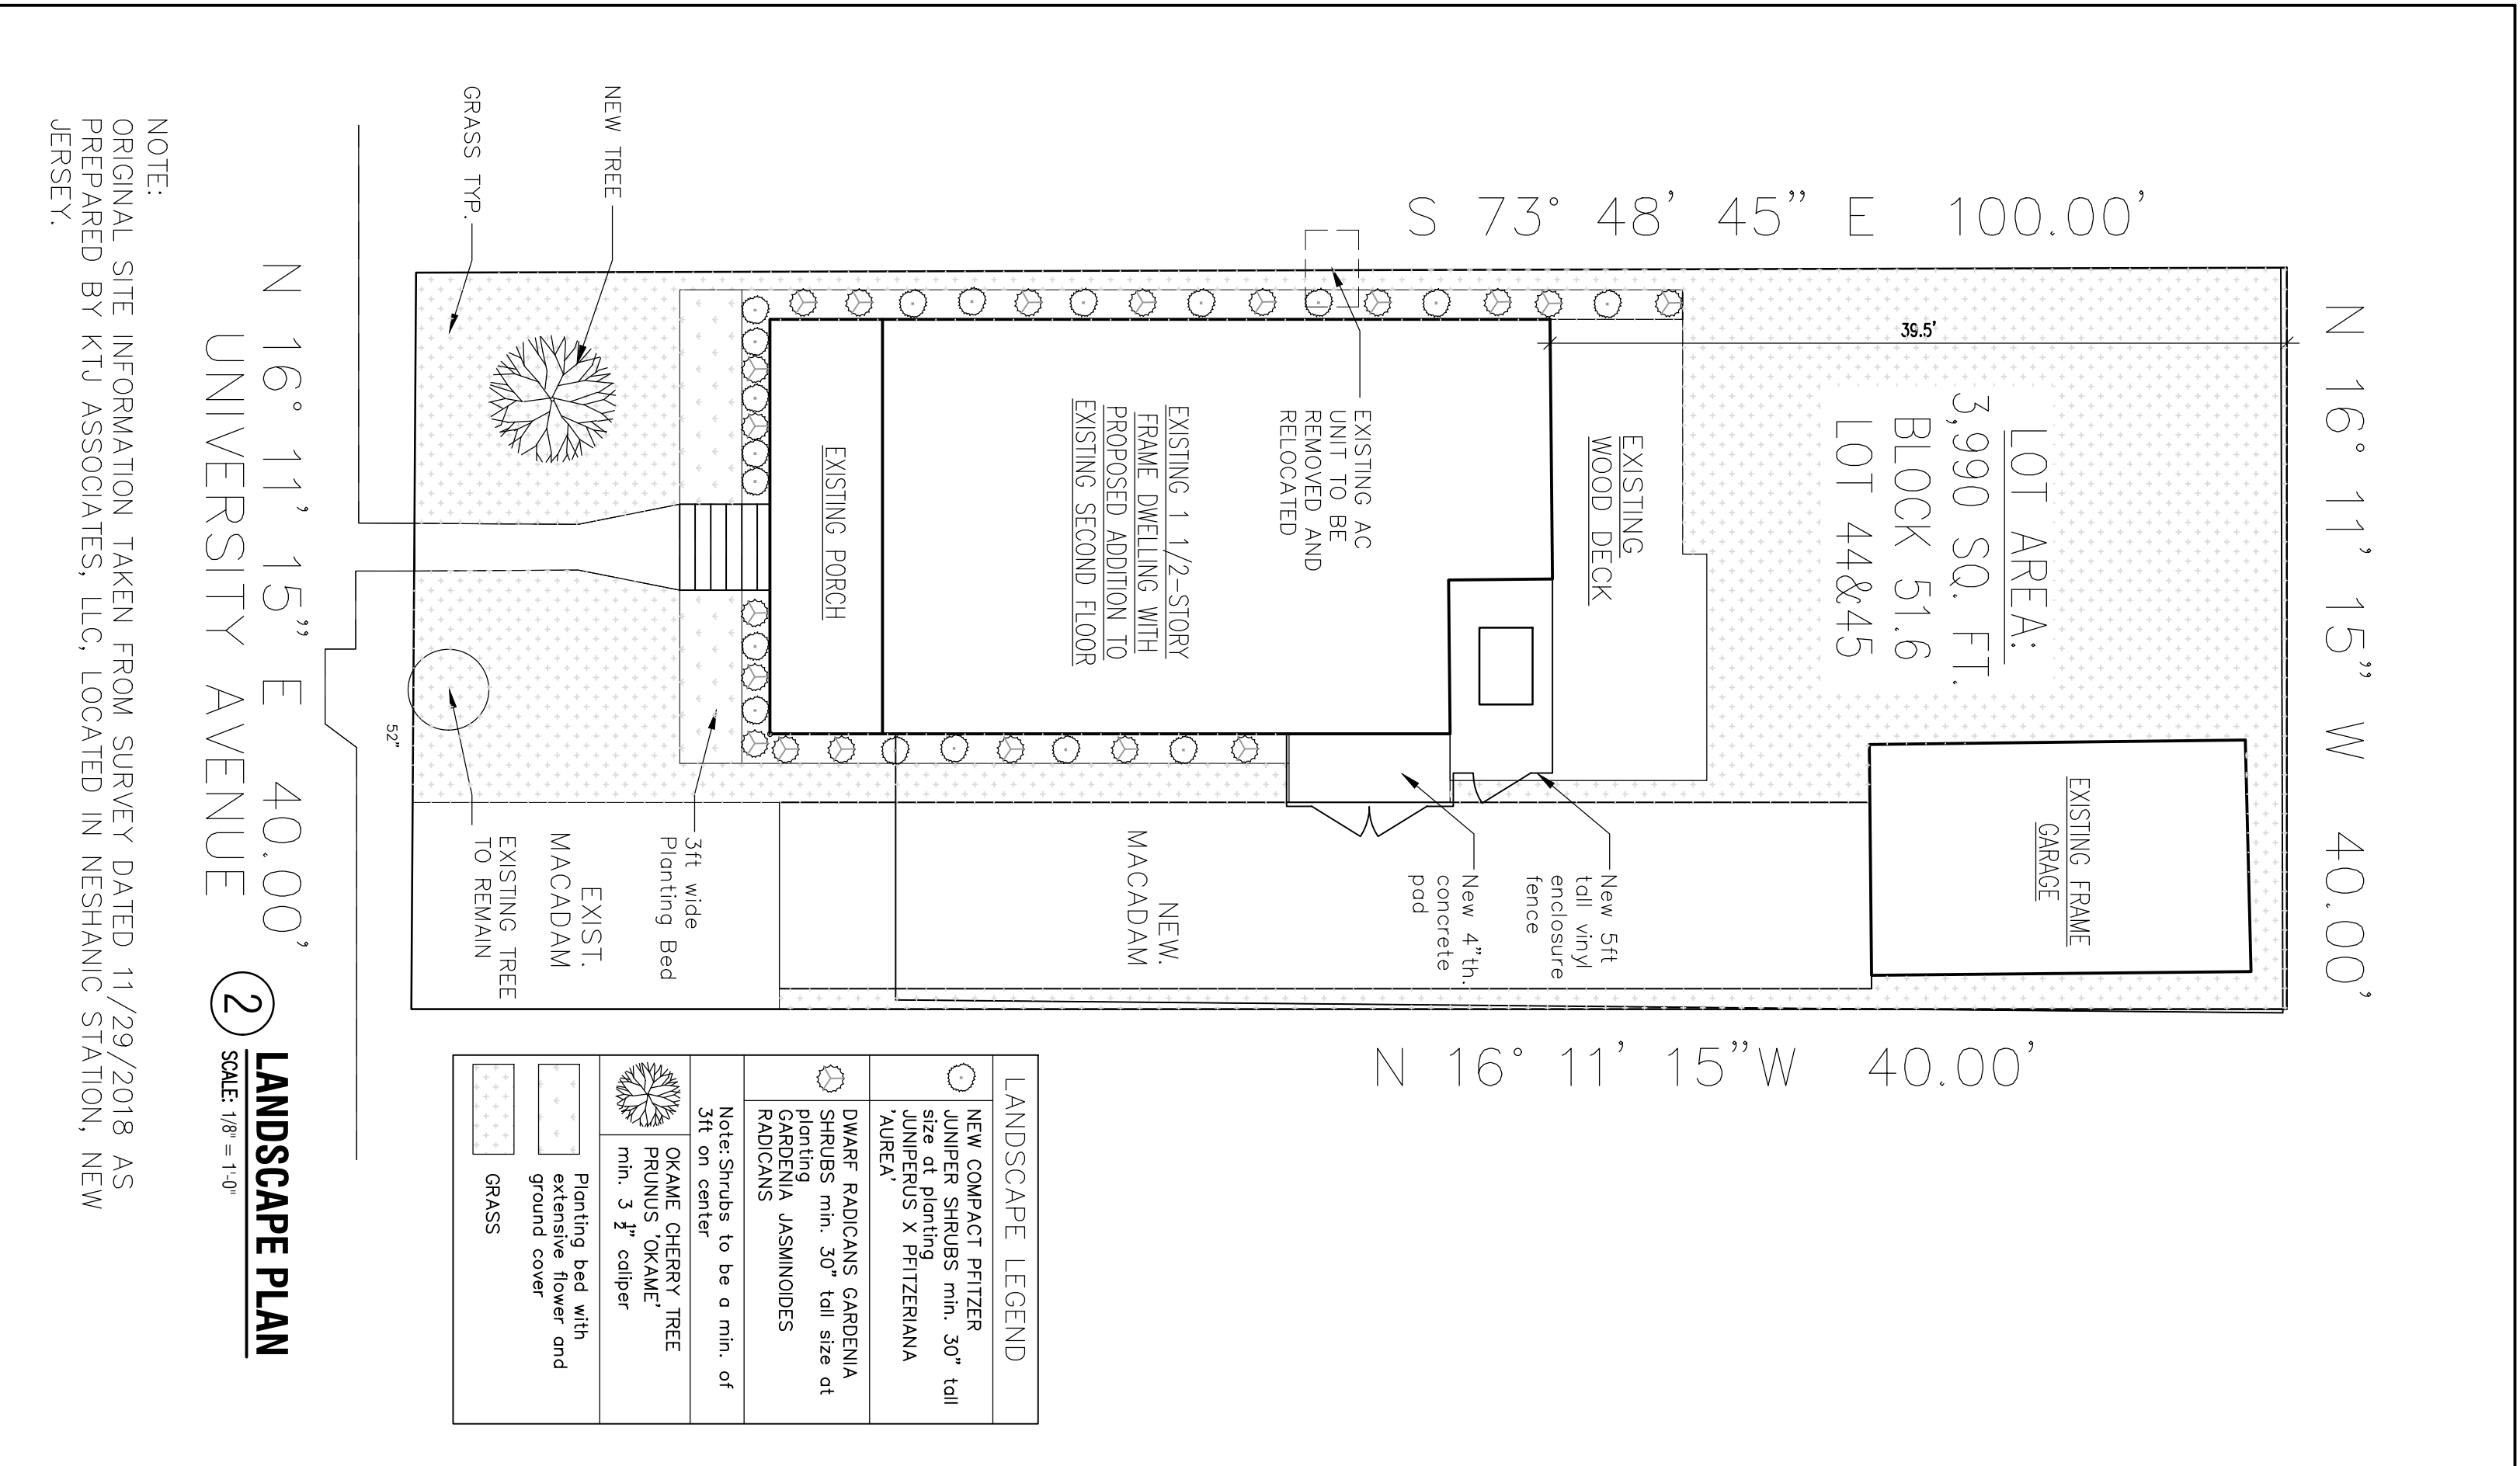 N 16° 11' 15" W 40.00'
S 73° 48' 45" E 100.00'
39.5'
LOT AREA:
3,990 SQ. FT.
BLOCK 51.6
LOT 44&45
EXISTING FRAME
GARAGE
EXISTING
WOOD DECK
New 5ft
tall vinyl
enclosure
fence
New 4"th.
concrete
pad
EXISTING AC
UNIT TO BE
REMOVED AND
RELOCATED
EXISTING 1 1/2-STORY
FRAME DWELLING WITH
PROPOSED ADDITION TO
EXISTING SECOND FLOOR
NEW.
MACADAM
N 16° 11' 15"W 40.00'
EXISTING PORCH
3ft wide
Planting Bed
NEW TREE
EXIST.
MACADAM
EXISTING TREE
TO REMAIN
GRASS TYP.
52"
N 16° 11' 15" E 40.00'
UNIVERSITY AVENUE
LANDSCAPE LEGEND
NEW COMPACT PFITZER
JUNIPER SHRUBS min. 30" tall
size at planting
JUNIPERUS X PFITZERIANA
'AUREA'
DWARF RADICANS GARDENIA
SHRUBS min. 30" tall size at
planting
GARDENIA JASMINOIDES
RADICANS
Note: Shrubs to be a min. of
3ft on center
OKAME CHERRY TREE
PRUNUS 'OKAME'
min. 3 1/2" caliper
Planting bed with
extensive flower and
ground cover
GRASS
2
LANDSCAPE PLAN
SCALE: 1/8" = 1'-0"
NOTE:
ORIGINAL SITE INFORMATION TAKEN FROM SURVEY DATED 11/29/2018 AS
PREPARED BY KTJ ASSOCIATES, LLC, LOCATED IN NESHANIC STATION, NEW
JERSEY.